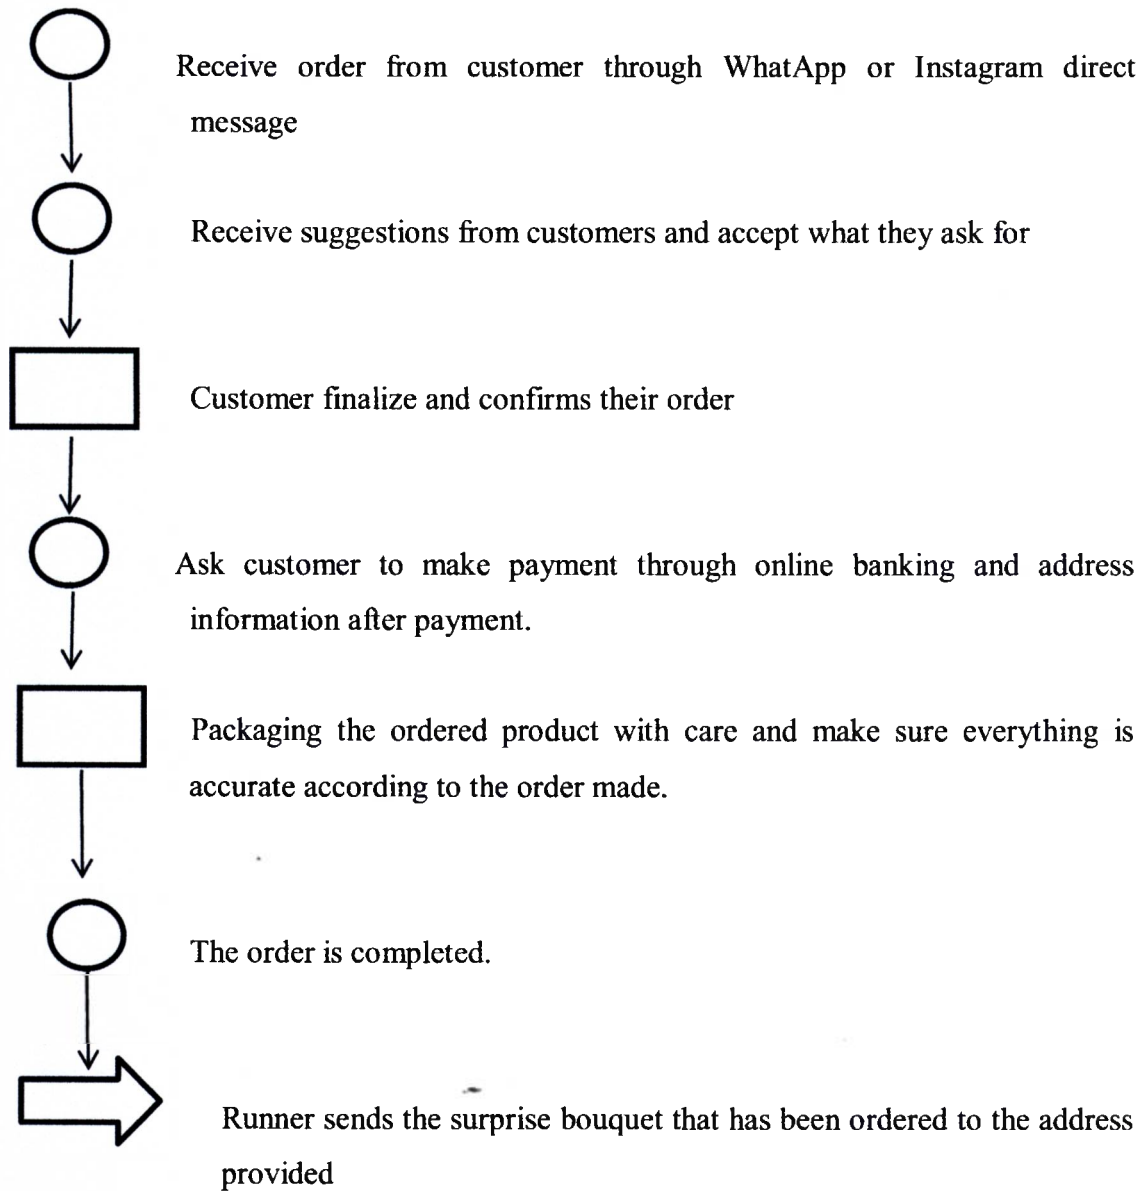 Receive order from customer through WhatApp or Instagram direct
message
Receive suggestions from customers and accept what they ask for
Customer finalize and confirms their order
Ask customer to make payment through online banking and address
information after payment.
Packaging the ordered product with care and make sure everything is
accurate according to the order made.
The order is completed.
Runner sends the surprise bouquet that has been ordered to the address
provided